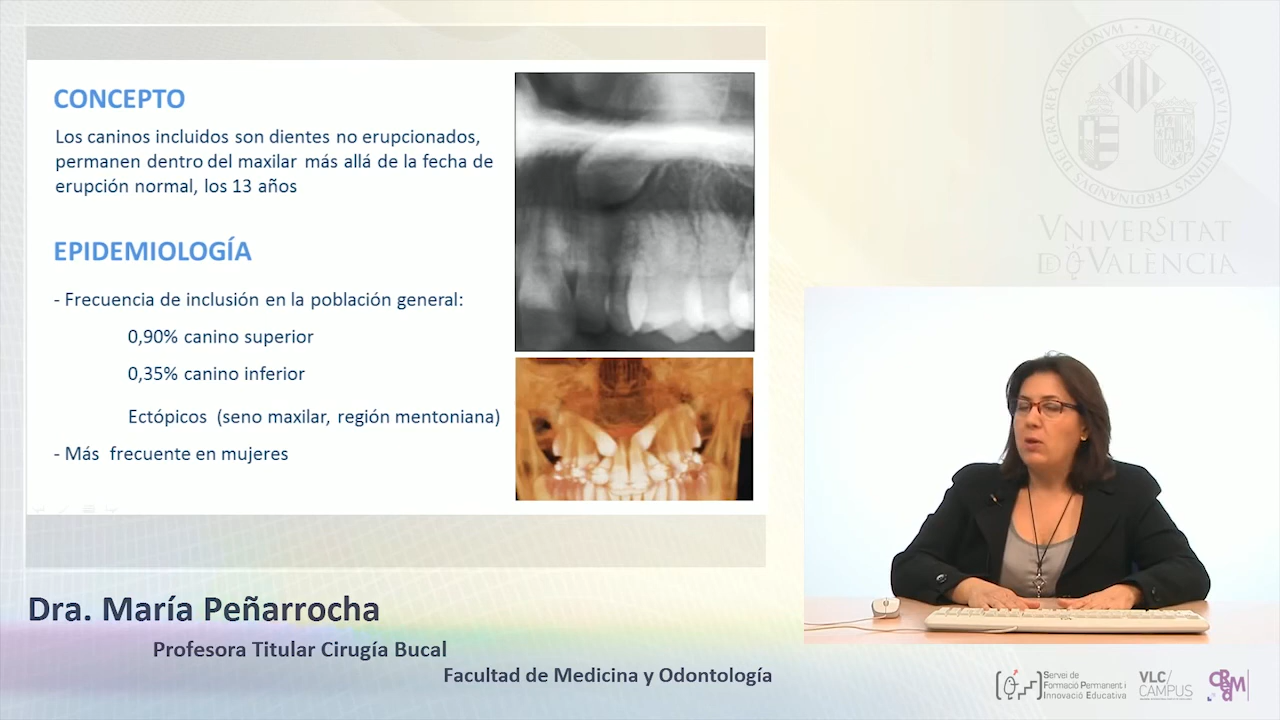 CONCEPTO
Los caninos incluidos son dientes no erupcionados,
permanen dentro del maxilar más allá de la fecha de
erupción normal, los 13 años
EPIDEMIOLOGÍA
- Frecuencia de inclusión en la población general:
0,90% canino superior
0,35% canino inferior
Ectópicos (seno maxilar, región mentoniana)
- Más frecuente en mujeres
Dra. María Peñarrocha
Profesora Titular Cirugía Bucal
Facultad de Medicina y Odontología
VNIVERSITAT
DE VALÈNCIA
Servei de
Formació Permanent i
Innovació Educativa
VLC/
CAMPUS